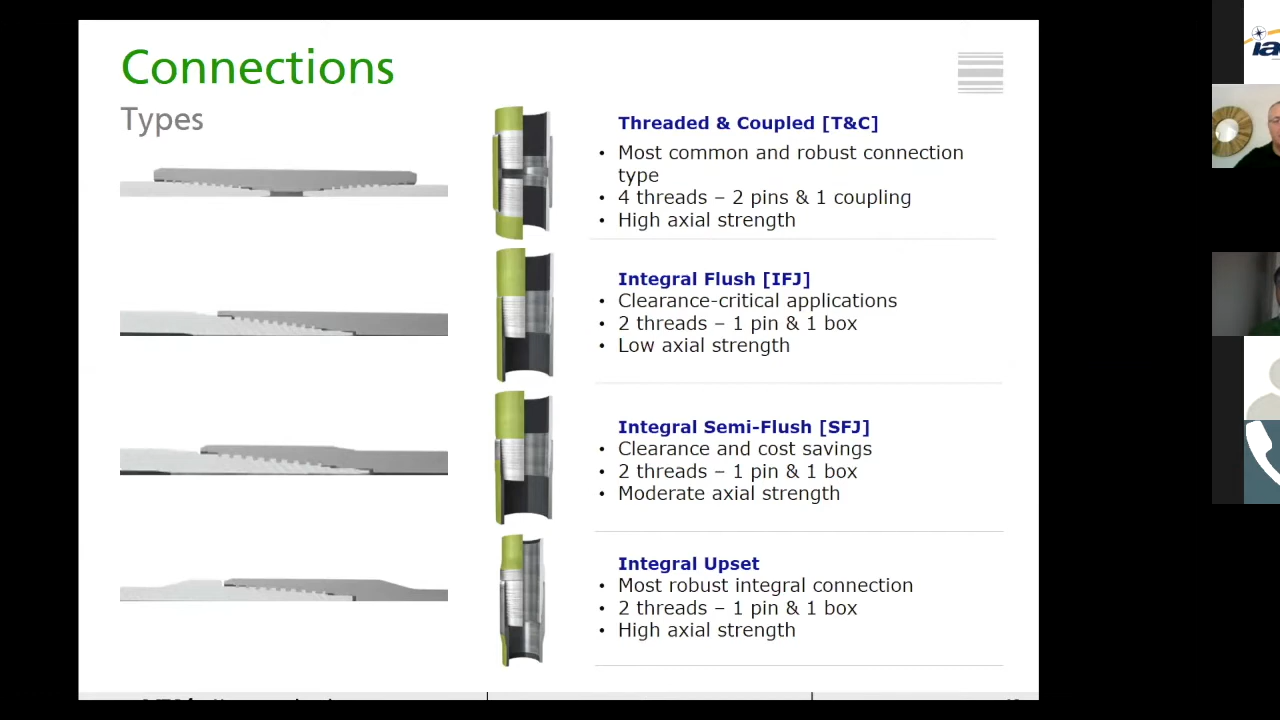 Connections
Types
Threaded & Coupled [T&C]
• Most common and robust connection
type
• 4 threads – 2 pins & 1 coupling
• High axial strength
Integral Flush [IFJ]
• Clearance-critical applications
• 2 threads – 1 pin & 1 box
• Low axial strength
Integral Semi-Flush [SFJ]
• Clearance and cost savings
• 2 threads – 1 pin & 1 box
• Moderate axial strength
Integral Upset
• Most robust integral connection
• 2 threads – 1 pin & 1 box
• High axial strength